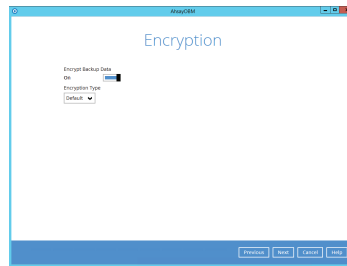 AhsayOBM
Encryption
Encrypt Backup Data
On
Encryption Type
Default
Previous Next Cancel Help